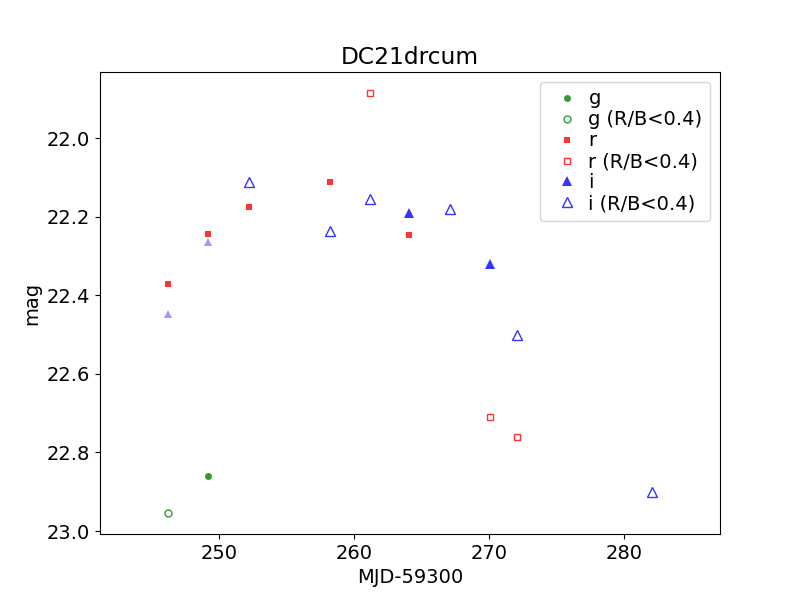 DC21drcum
g
g (R/B<0.4)
r
r (R/B<0.4)
i
i (R/B<0.4)
22.0
22.2
22.4
22.6
22.8
23.0
mag
250
260
270
280
MJD-59300